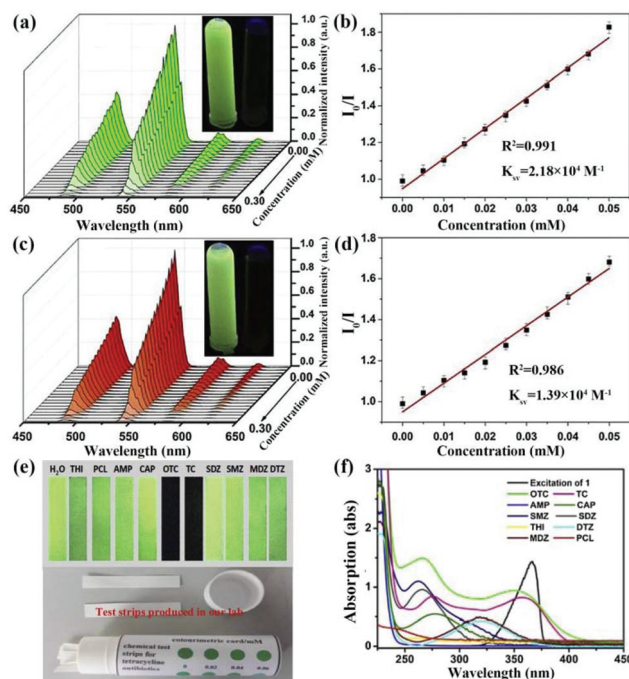 (a)
1.0
0.8
0.6
0.4
0.2
0.0
Normalized intensity (a.u.)
0.00
0.30
Concentration (mM)
450 500 550 600 650
Wavelength (nm)
(b)
1.8
1.6
1.4
1.2
1.0
I0/I
R²=0.991
Ksv=2.18×10⁴ M⁻¹
0.00 0.01 0.02 0.03 0.04 0.05
Concentration (mM)
(c)
1.0
0.8
0.6
0.4
0.2
0.0
Normalized intensity (a.u.)
0.00
0.30
Concentration (mM)
450 500 550 600 650
Wavelength (nm)
(d)
1.8
1.6
1.4
1.2
1.0
I0/I
R²=0.986
Ksv=1.39×10⁴ M⁻¹
0.00 0.01 0.02 0.03 0.04 0.05
Concentration (mM)
(e)
H2O THI PCL AMP CAP OTC TC SDZ SMZ MDZ DTZ
Test strips produced in our lab
colourimetric card/mM
chemical test
strips for
tetracycline
antibiotics
0 0.02 0.04 0.06
(f)
3
2
1
0
Absorption (abs)
Excitation of 1
OTC TC
AMP CAP
SMZ SDZ
THI DTZ
MDZ PCL
250 300 350 400 450
Wavelength (nm)